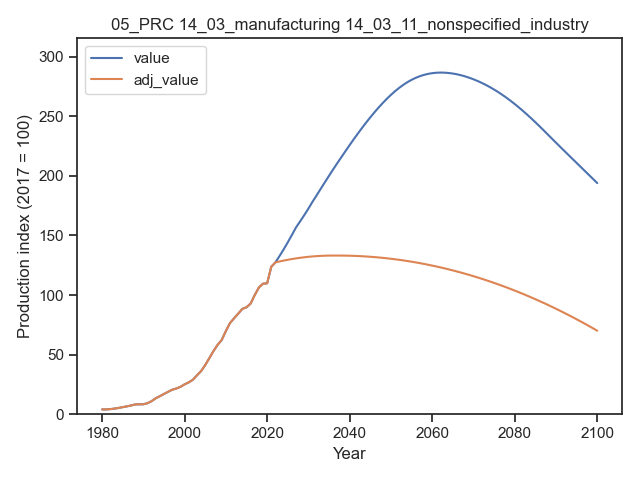 05_PRC 14_03_manufacturing 14_03_11_nonspecified_industry
value
adj_value
Production index (2017 = 100)
300
250
200
150
100
50
0
1980 2000 2020 2040 2060 2080 2100
Year